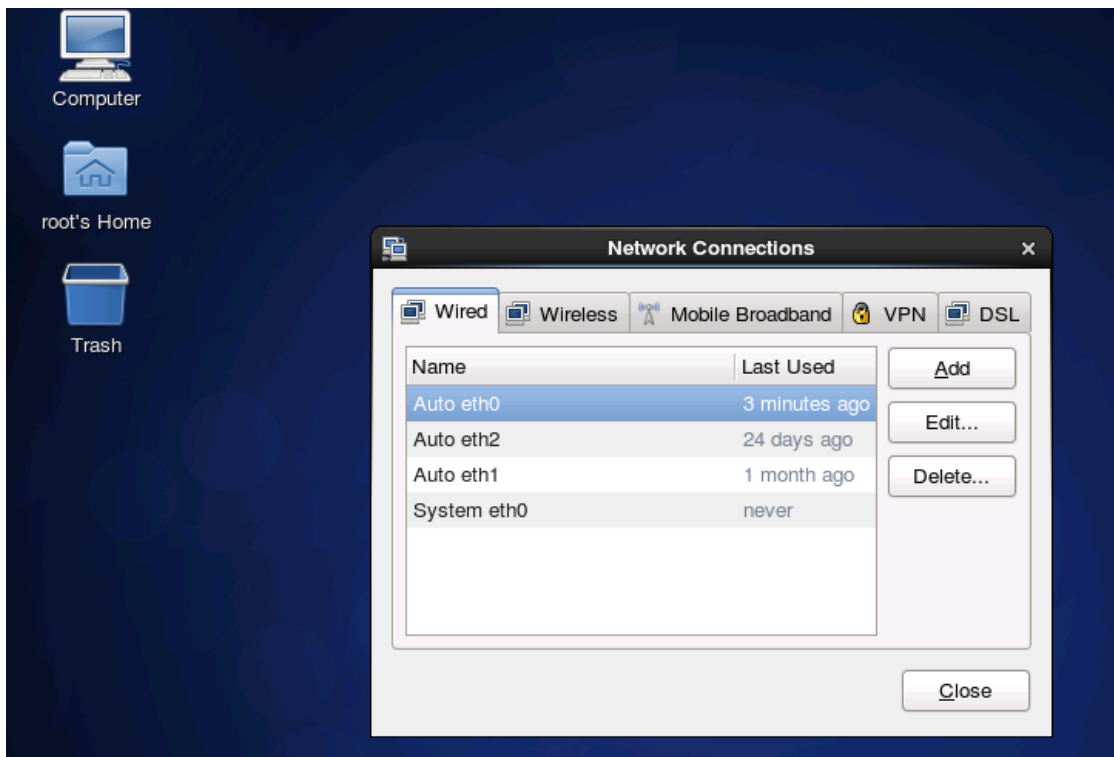 Computer
root's Home
Trash
Network Connections
Wired Wireless Mobile Broadband VPN DSL
Name Last Used
Auto eth0 3 minutes ago
Auto eth2 24 days ago
Auto eth1 1 month ago
System eth0 never
Add
Edit...
Delete...
Close